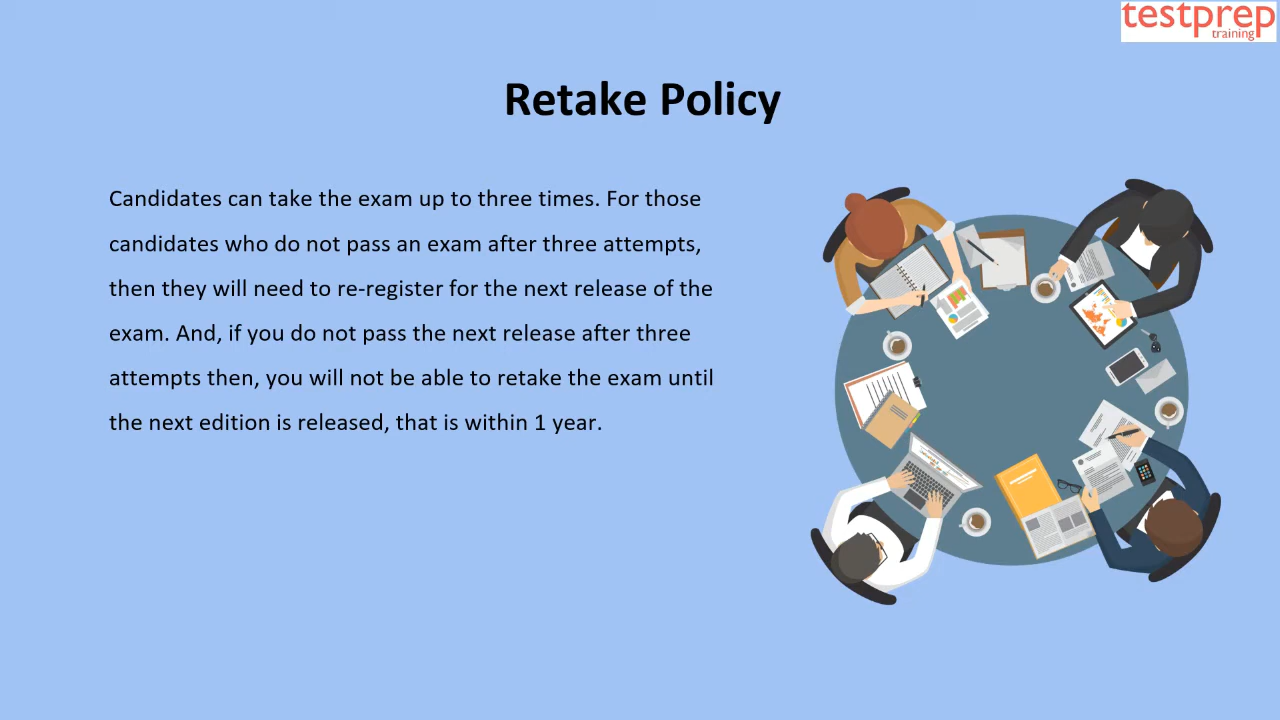 testprep
training
Retake Policy
Candidates can take the exam up to three times. For those
candidates who do not pass an exam after three attempts,
then they will need to re-register for the next release of the
exam. And, if you do not pass the next release after three
attempts then, you will not be able to retake the exam until
the next edition is released, that is within 1 year.